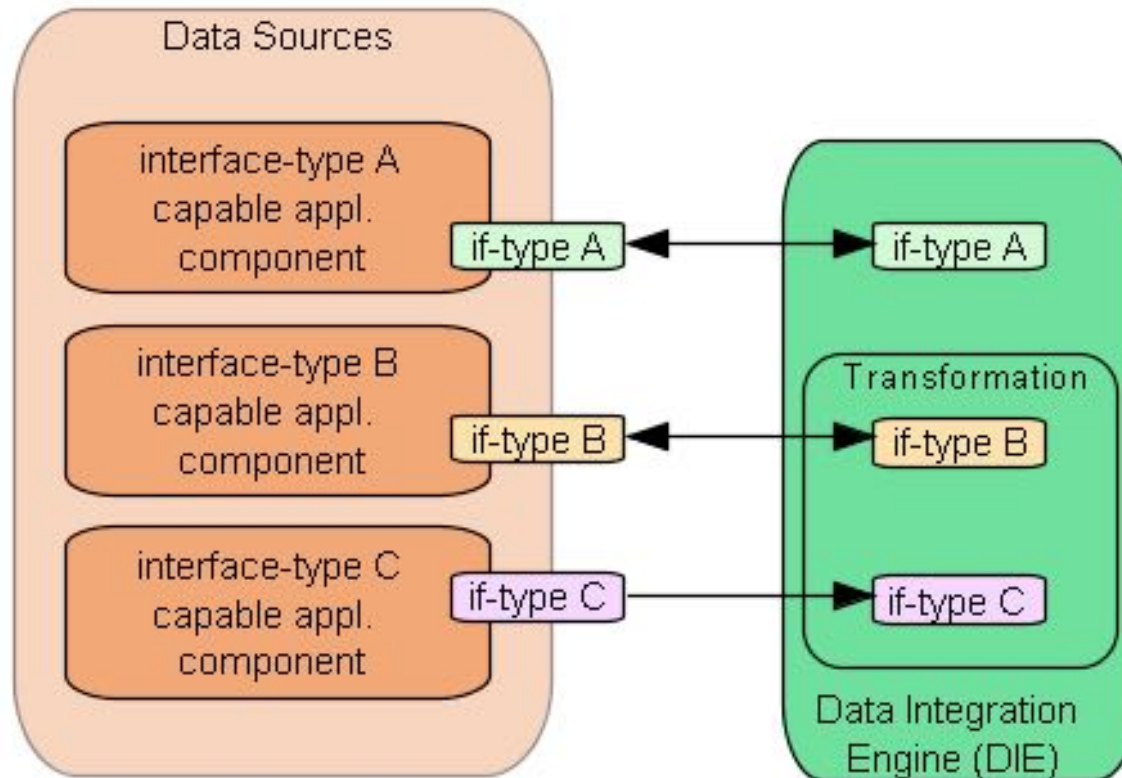 Data Sources
interface-type A
capable appl.
component
if-type A
interface-type B
capable appl.
component
if-type B
interface-type C
capable appl.
component
if-type C
if-type A
Transformation
if-type B
if-type C
Data Integration
Engine (DIE)